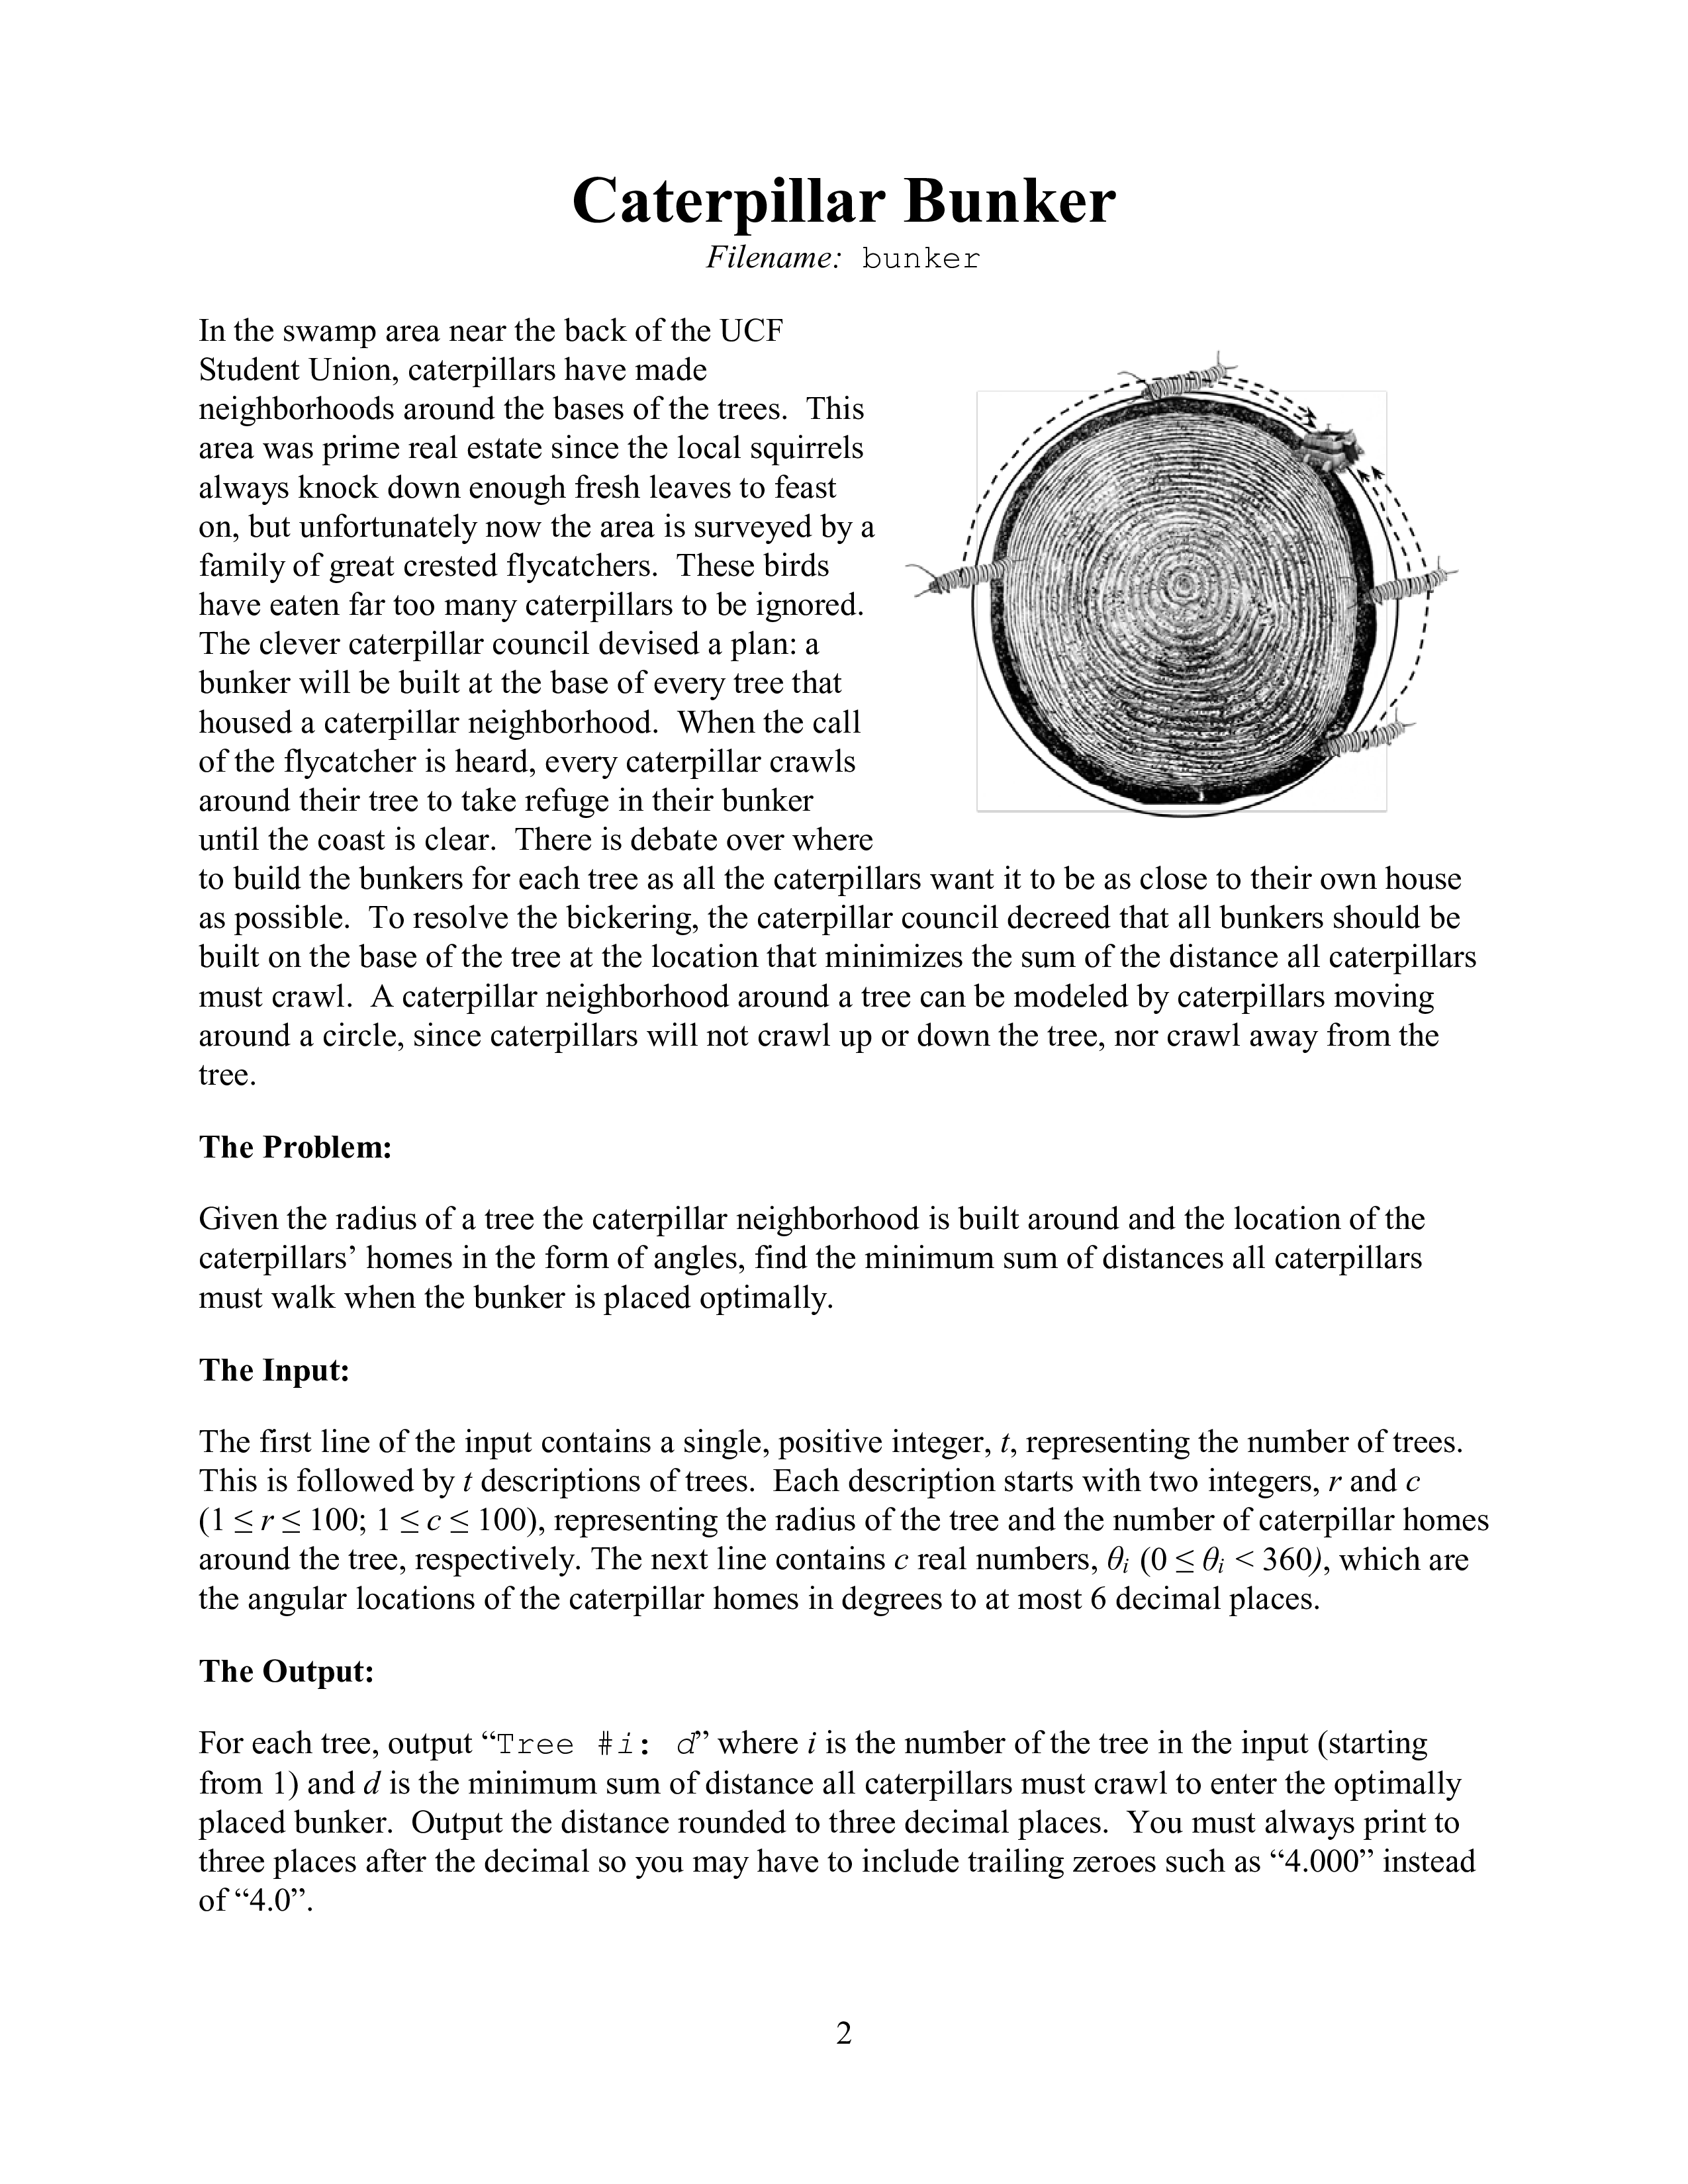 Caterpillar Bunker
Filename: bunker
In the swamp area near the back of the UCF
Student Union, caterpillars have made
neighborhoods around the bases of the trees.  This
area was prime real estate since the local squirrels
always knock down enough fresh leaves to feast
on, but unfortunately now the area is surveyed by a
family of great crested flycatchers.  These birds
have eaten far too many caterpillars to be ignored.
The clever caterpillar council devised a plan: a
bunker will be built at the base of every tree that
housed a caterpillar neighborhood.  When the call
of the flycatcher is heard, every caterpillar crawls
around their tree to take refuge in their bunker
until the coast is clear.  There is debate over where
to build the bunkers for each tree as all the caterpillars want it to be as close to their own house
as possible.  To resolve the bickering, the caterpillar council decreed that all bunkers should be
built on the base of the tree at the location that minimizes the sum of the distance all caterpillars
must crawl.  A caterpillar neighborhood around a tree can be modeled by caterpillars moving
around a circle, since caterpillars will not crawl up or down the tree, nor crawl away from the
tree.
The Problem:
Given the radius of a tree the caterpillar neighborhood is built around and the location of the
caterpillars’ homes in the form of angles, find the minimum sum of distances all caterpillars
must walk when the bunker is placed optimally.
The Input:
The first line of the input contains a single, positive integer, t, representing the number of trees.
This is followed by t descriptions of trees.  Each description starts with two integers, r and c
(1 ≤ r ≤ 100; 1 ≤ c ≤ 100), representing the radius of the tree and the number of caterpillar homes
around the tree, respectively. The next line contains c real numbers, θi (0 ≤ θi < 360), which are
the angular locations of the caterpillar homes in degrees to at most 6 decimal places.
The Output:
For each tree, output “Tree #i: d” where i is the number of the tree in the input (starting
from 1) and d is the minimum sum of distance all caterpillars must crawl to enter the optimally
placed bunker.  Output the distance rounded to three decimal places.  You must always print to
three places after the decimal so you may have to include trailing zeroes such as “4.000” instead
of “4.0”.
2